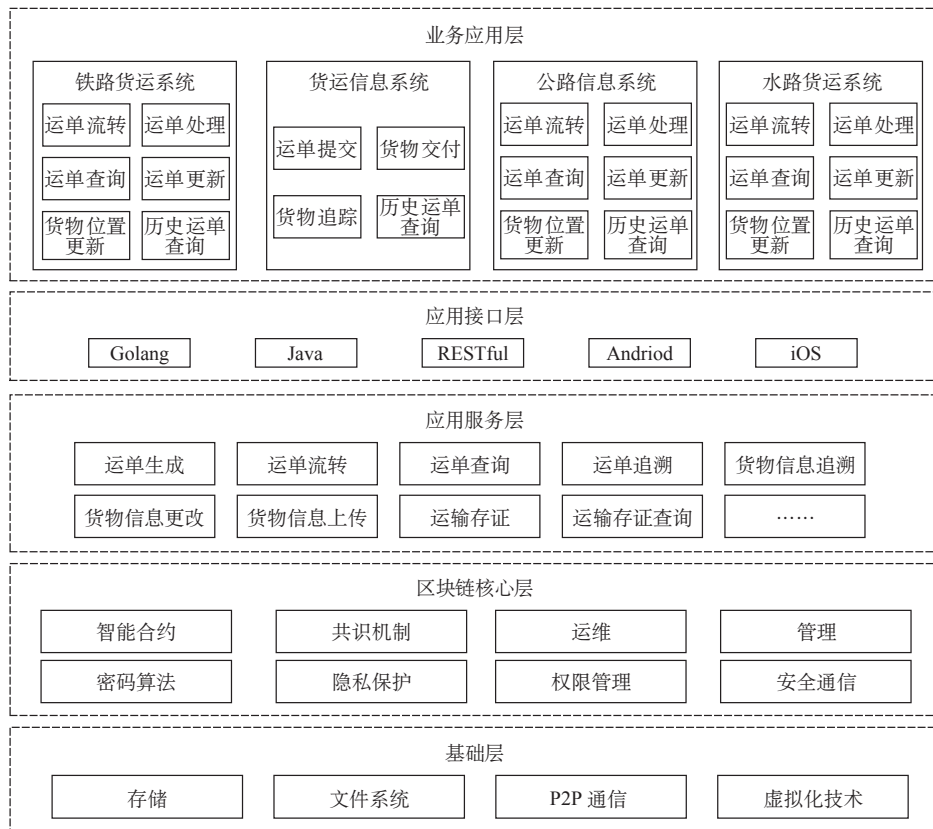 业务应用层
铁路货运系统
货运信息系统
公路信息系统
水路货运系统
运单流转
运单处理
运单查询
运单更新
货物位置
更新
历史运单
查询
运单提交
货物交付
货物追踪
历史运单
查询
运单流转
运单处理
运单查询
运单更新
货物位置
更新
历史运单
查询
运单流转
运单处理
运单查询
运单更新
货物位置
更新
历史运单
查询
应用接口层
Golang
Java
RESTful
Andriod
iOS
应用服务层
运单生成
运单流转
运单查询
运单追溯
货物信息追溯
货物信息更改
货物信息上传
运输存证
运输存证查询
……
区块链核心层
智能合约
共识机制
运维
管理
密码算法
隐私保护
权限管理
安全通信
基础层
存储
文件系统
P2P 通信
虚拟化技术